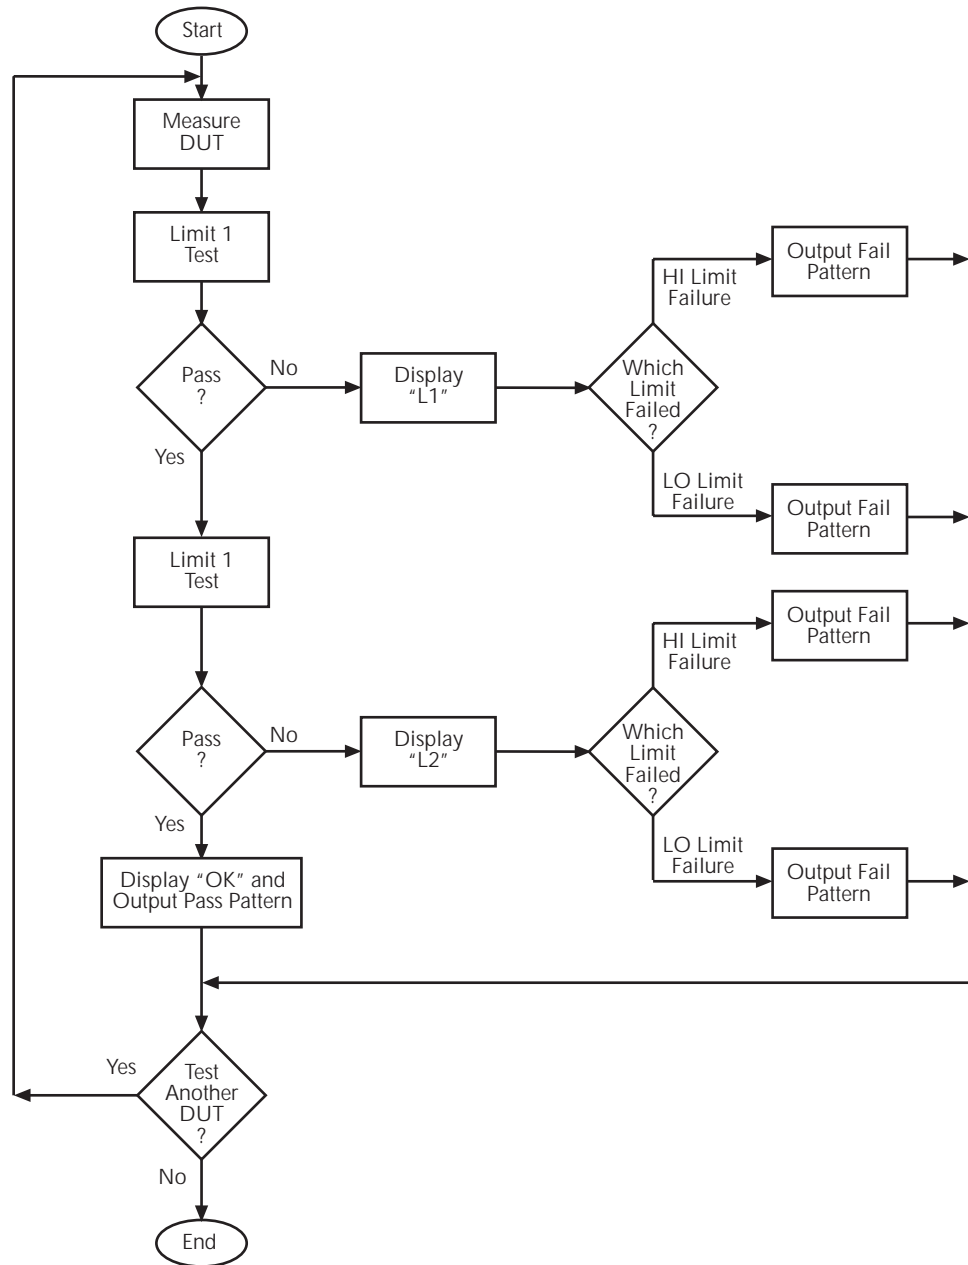 Start
Measure
DUT
Limit 1
Test
Pass
?
No
Display
“L1”
Which
Limit
Failed
?
HI Limit
Failure
Output Fail
Pattern
LO Limit
Failure
Output Fail
Pattern
Yes
Limit 1
Test
Pass
?
No
Display
“L2”
Which
Limit
Failed
?
HI Limit
Failure
Output Fail
Pattern
LO Limit
Failure
Output Fail
Pattern
Yes
Display “OK” and
Output Pass Pattern
Test
Another
DUT
?
Yes
No
End